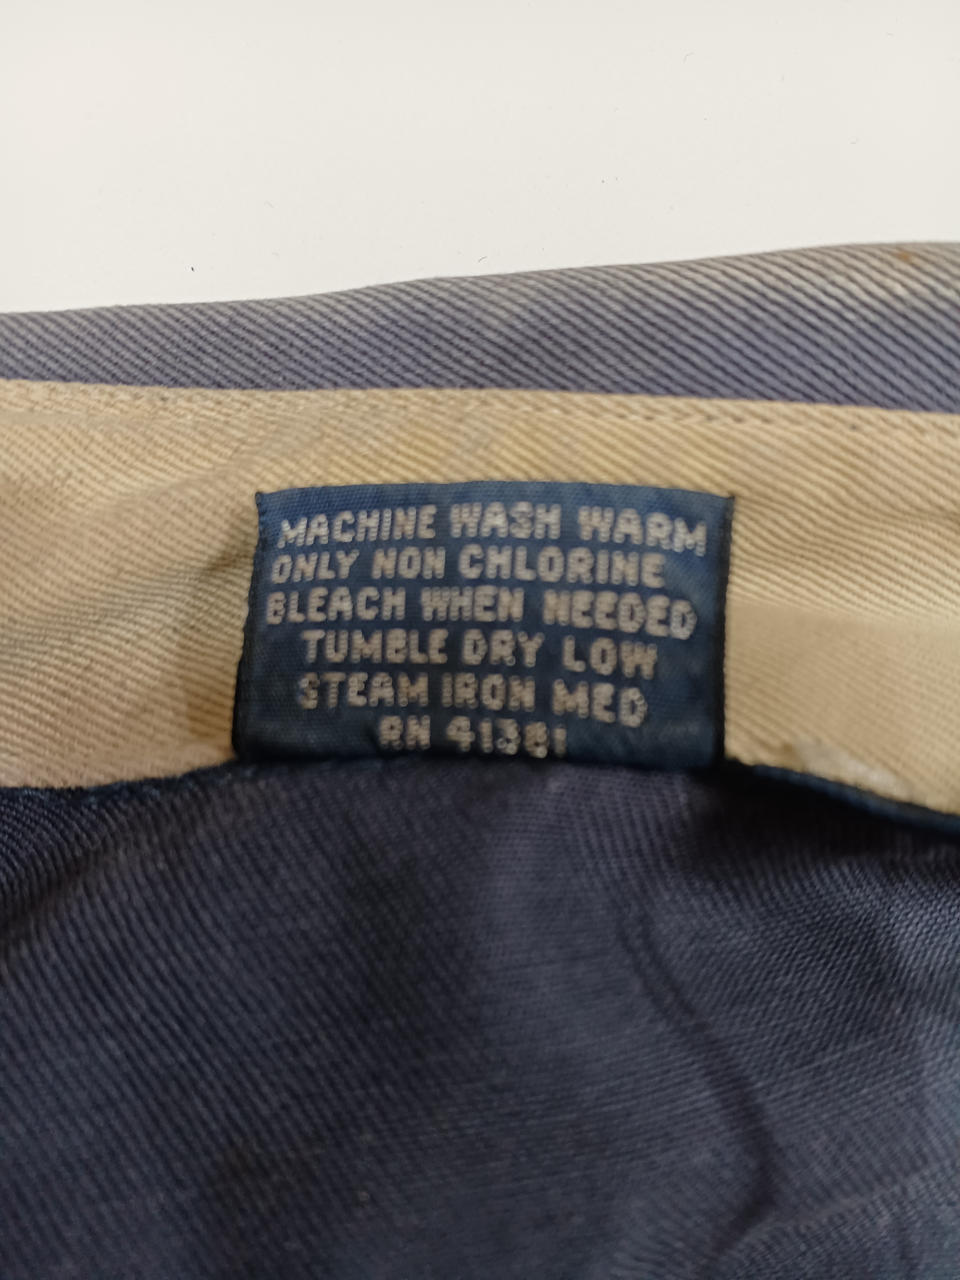 MACHINE WASH WARM
ONLY NON CHLORINE
BLEACH WHEN NEEDED
TUMBLE DRY LOW
STEAM IRON MED
RN 41381